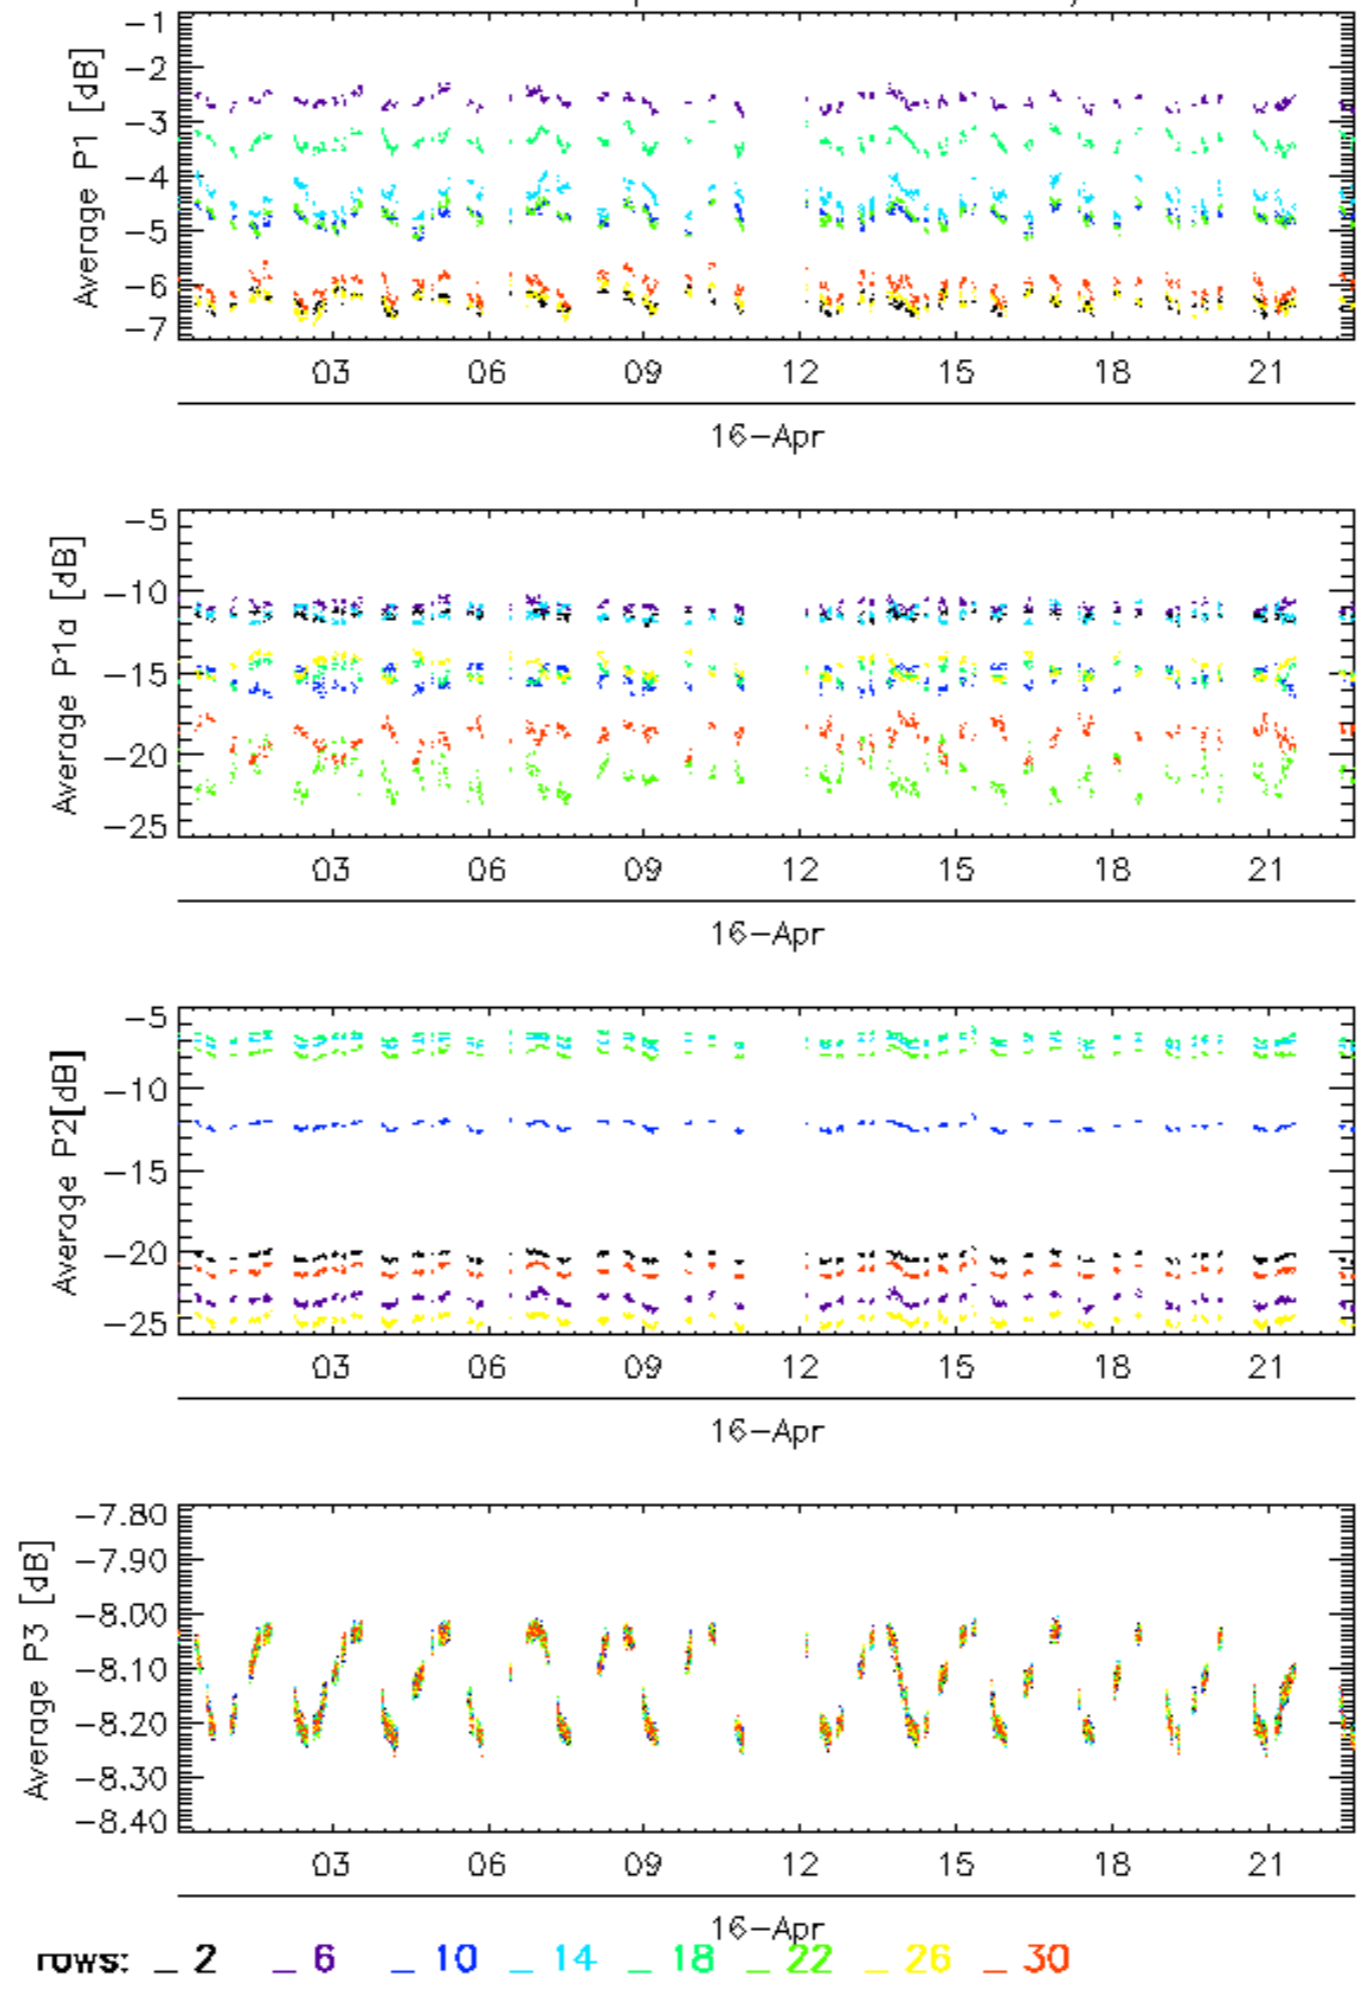 Average P1 [dB]
-1
-2
-3
-4
-5
-6
-7
03 06 09 12 15 18 21
16-Apr
Average P1a [dB]
-5
-10
-15
-20
-25
03 06 09 12 15 18 21
16-Apr
Average P2[dB]
-5
-10
-15
-20
-25
03 06 09 12 15 18 21
16-Apr
Average P3 [dB]
-7.80
-7.90
-8.00
-8.10
-8.20
-8.30
-8.40
03 06 09 12 15 18 21
16-Apr
rows: _ 2 _ 6 _ 10 _ 14 _ 18 _ 22 _ 26 _ 30